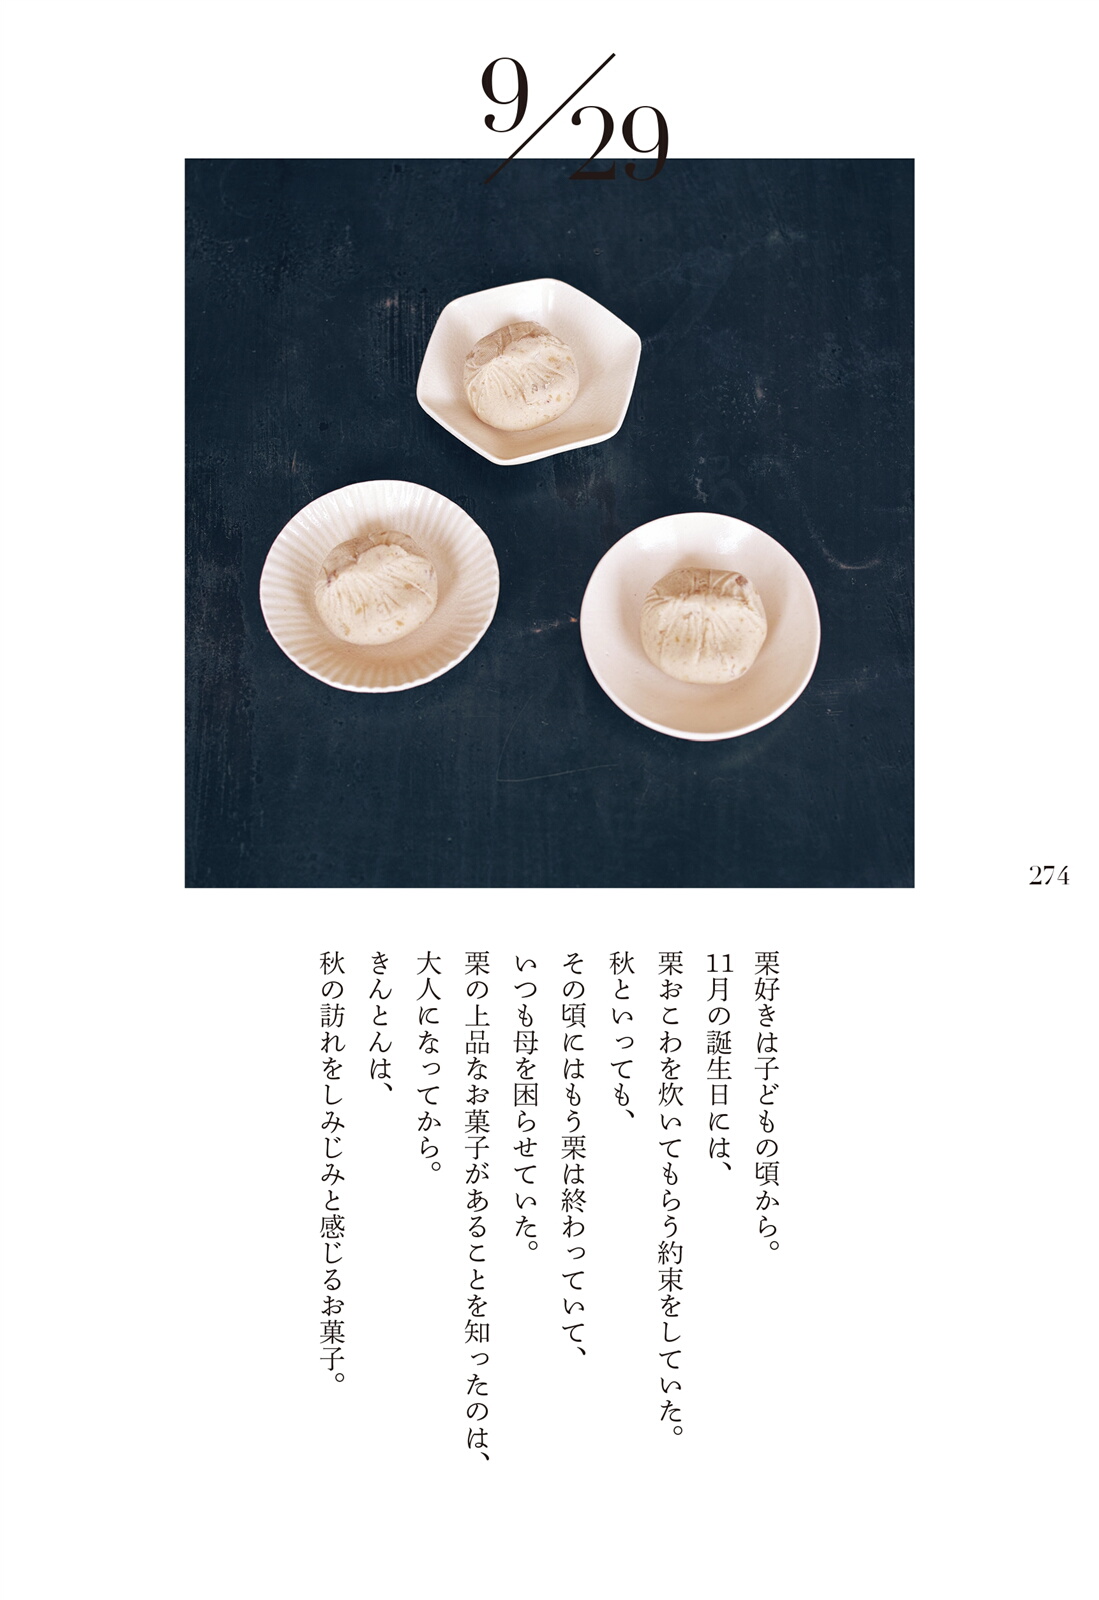 9/29
274
栗好きは子どもの頃から。
11月の誕生日には、
栗おこわを炊いてもらう約束をしていた。
秋といっても、
その頃にはもう栗は終わっていて、
いつも母を困らせていた。
栗の上品なお菓子があることを知ったのは、
大人になってから。
きんとんは、
秋の訪れをしみじみと感じるお菓子。